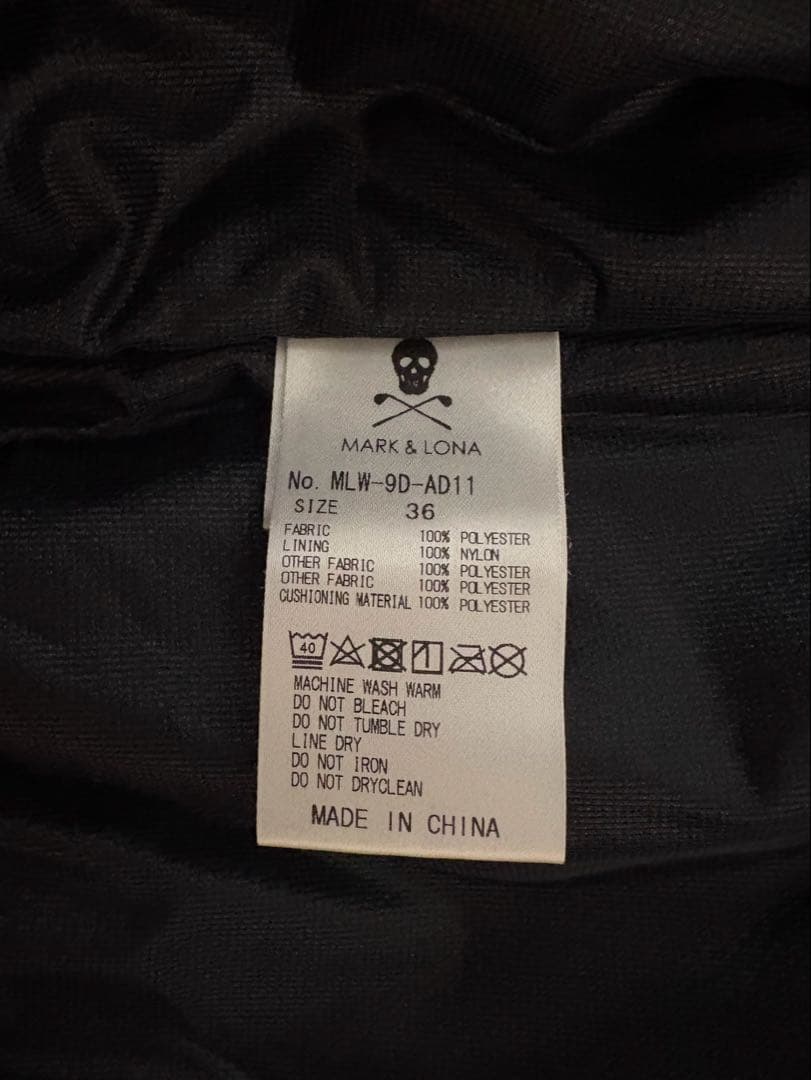 MARK & LONA
No. MLW-9D-AD11
SIZE 36
FABRIC 100% POLYESTER
LINING 100% NYLON
OTHER FABRIC 100% POLYESTER
OTHER FABRIC 100% POLYESTER
CUSHIONING MATERIAL 100% POLYESTER
40
MACHINE WASH WARM
DO NOT BLEACH
DO NOT TUMBLE DRY
LINE DRY
DO NOT IRON
DO NOT DRYCLEAN
MADE IN CHINA